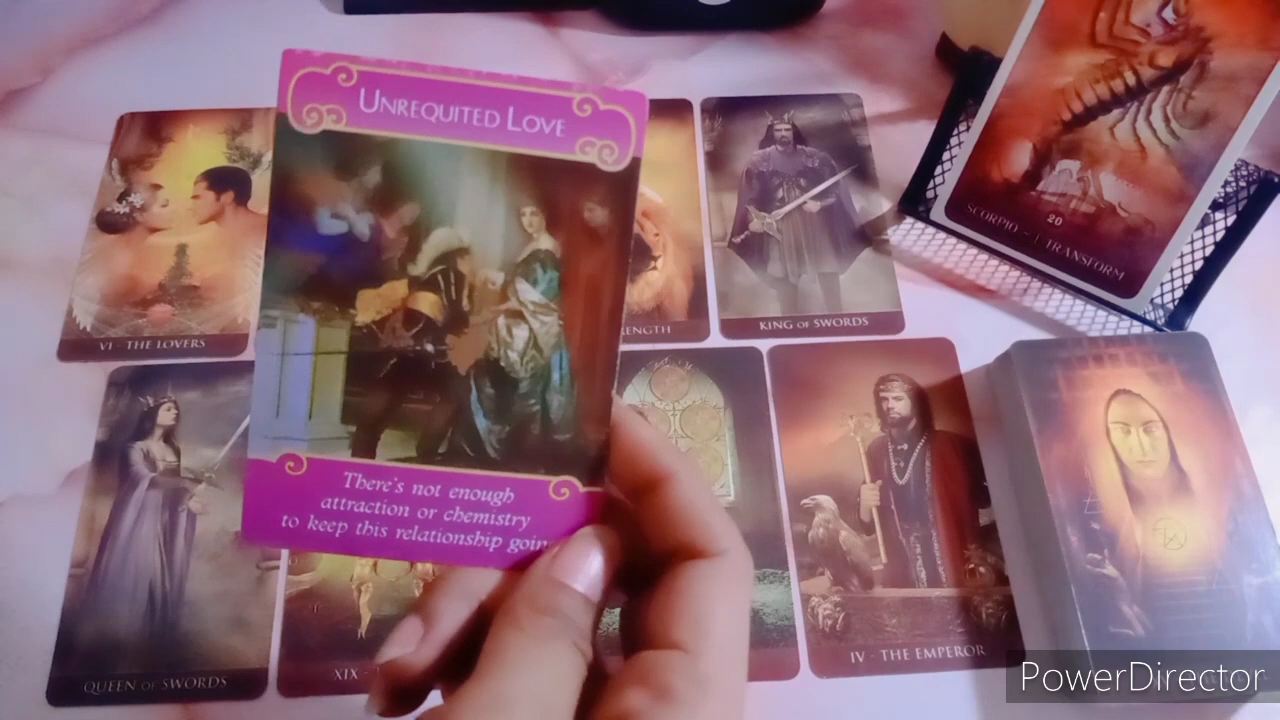 UNREQUITED LOVE
There's not enough
attraction or chemistry
to keep this relationship goin
VI - THE LOVERS
RENGTH
KING OF SWORDS
20
SCORPIO - I TRANSFORM
QUEEN OF SWORDS
XIX -
IV - THE EMPEROR
PowerDirector